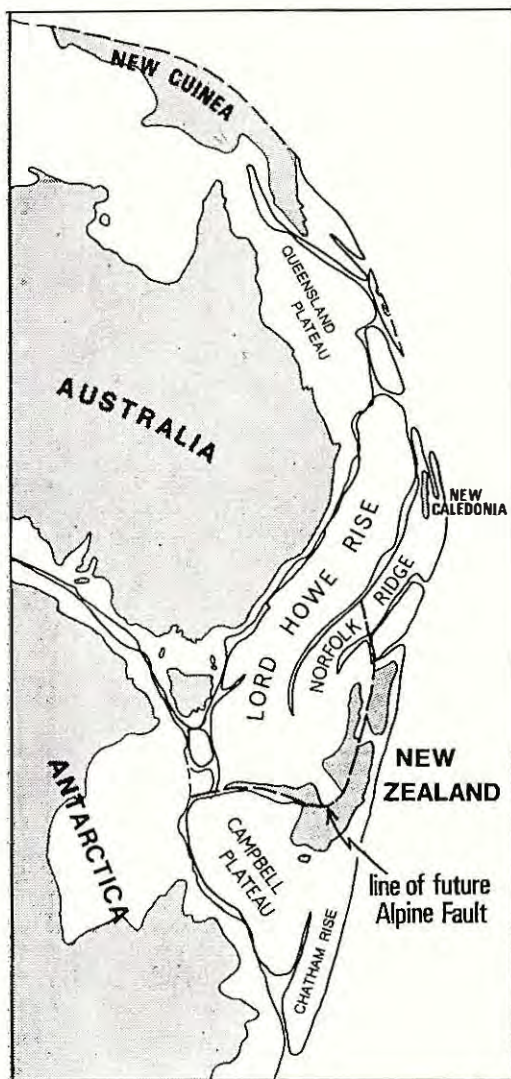 NEW GUINEA
QUEENSLAND
PLATEAU
AUSTRALIA
NEW
CALEDONIA
LORD HOWE RISE
NORFOLK RIDGE
NEW
ZEALAND
ANTARCTICA
CAMPBELL
PLATEAU
line of future
Alpine Fault
CHATHAM RISE